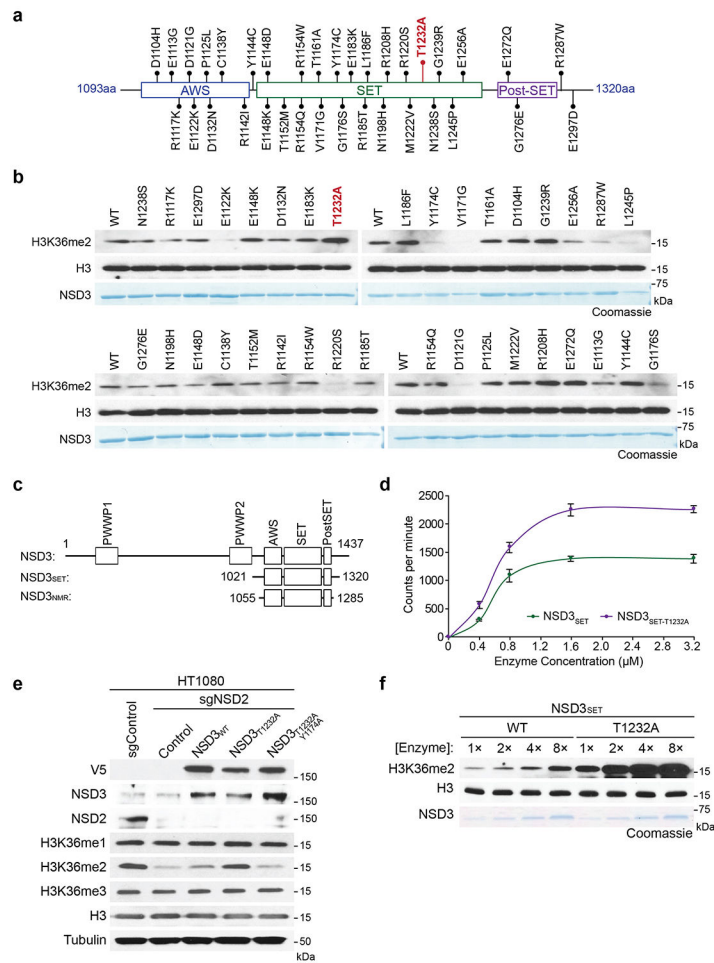 a
D1104H E1113G D1121G P1125L C1138Y Y1144C E1148D R1154W T1161A Y1174C E1183K L1186F R1208H R1220S T1232A G1239R E1256A E1272Q R1287W
1093aa AWS SET Post-SET 1320aa
R1117K E1122K D1132N R1142I E1148K T1152M R1154Q V1171G G1176S R1185T N1198H M1222V N1238S L1245P G1276E E1297D
b
WT N1238S R1117K E1297D E1122K E1148K D1132N E1183K T1232A WT L1186F Y1174C V1171G T1161A D1104H G1239R E1256A R1287W L1245P
H3K36me2 -15
H3 -15
-75
NSD3 kDa
Coomassie
WT G1276E N1198H E1148D C1138Y T1152M R1142I R1154W R1220S R1185T WT R1154Q D1121G P1125L M1222V R1208H E1272Q E1113G Y1144C G1176S
H3K36me2 -15
H3 -15
-75
NSD3 kDa
Coomassie
c
PWWP1 PWWP2 AWS SET PostSET
1 1437
NSD3:
NSD3SET: 1021 1320
NSD3NMR: 1055 1285
d
Counts per minute
2500
2000
1500
1000
500
0
NSD3SET NSD3SET-T1232A
0 0.4 0.8 1.2 1.6 2.0 2.4 2.8 3.2
Enzyme Concentration (µM)
e
HT1080
sgNSD2
sgControl Control NSD3WT NSD3T1232A NSD3T1232A Y1174A
V5 -150
NSD3 -150
NSD2 -150
H3K36me1 -15
H3K36me2 -15
H3K36me3 -15
H3 -15
Tubulin -50
kDa
f
NSD3SET
WT T1232A
[Enzyme]: 1× 2× 4× 8× 1× 2× 4× 8×
H3K36me2 -15
H3 -15
-75
NSD3 kDa
Coomassie